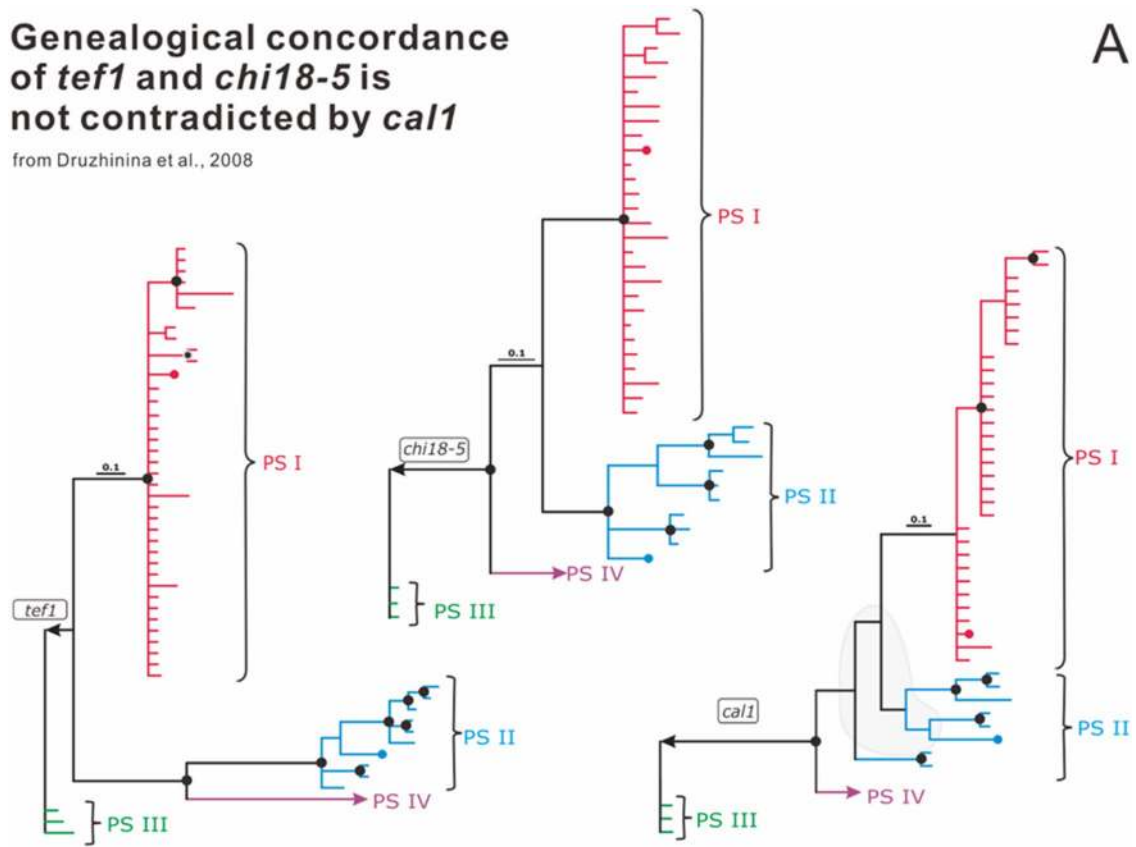 Genealogical concordance
of tef1 and chi18-5 is
not contradicted by cal1
from Druzhinina et al., 2008
A
PS I
0.1
tef1
PS II
PS IV
PS III
PS I
0.1
chi18-5
PS II
PS IV
PS III
PS I
0.1
cal1
PS II
PS IV
PS III